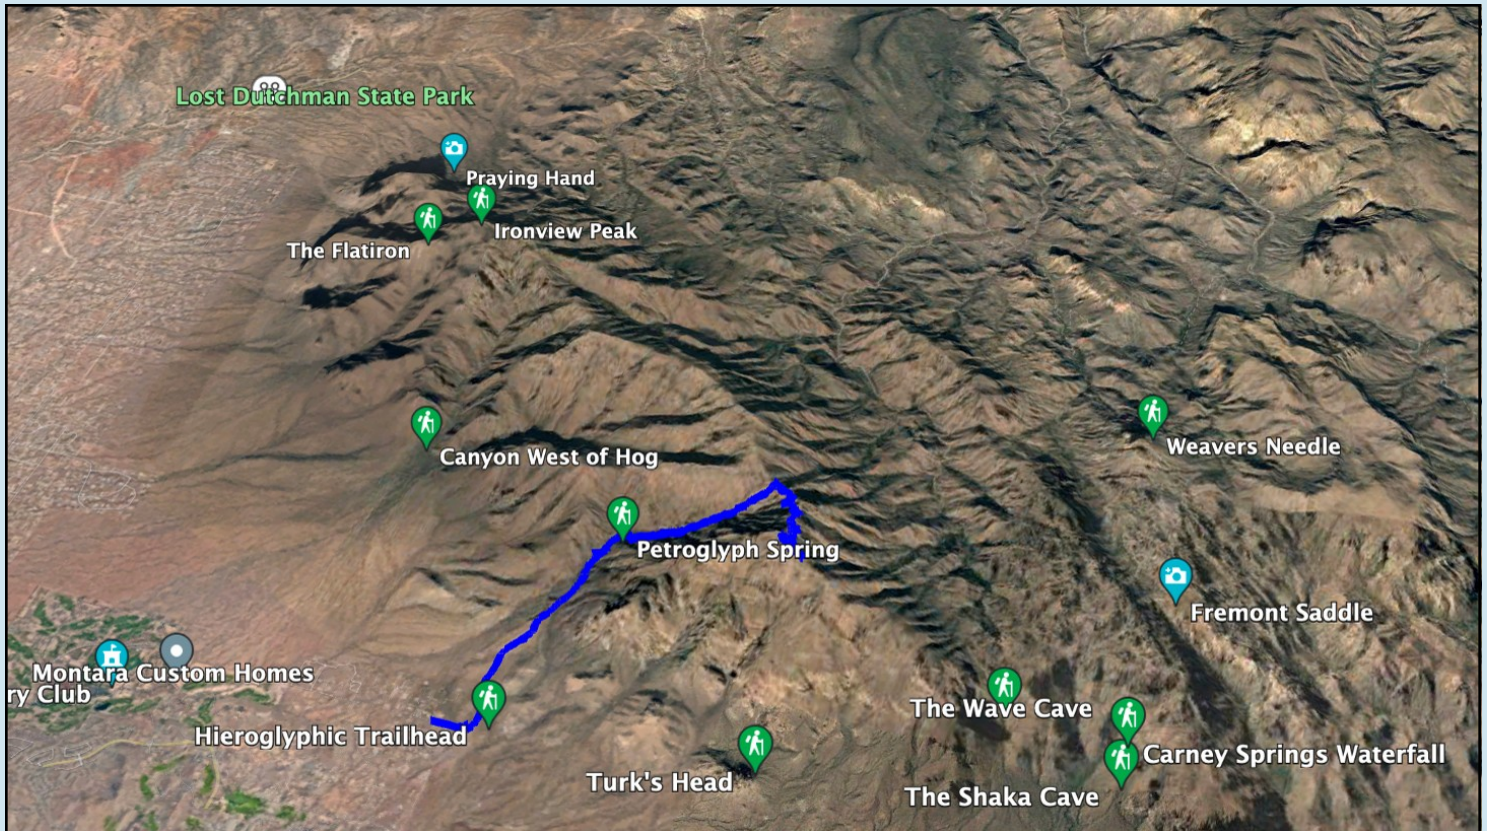 Lost Dutchman State Park
Praying Hand
Ironview Peak
The Flatiron
Weavers Needle
Canyon West of Hog
Petroglyph Spring
Fremont Saddle
Montara Custom Homes
ry Club
The Wave Cave
Hieroglyphic Trailhead
Carney Springs Waterfall
Turk's Head
The Shaka Cave